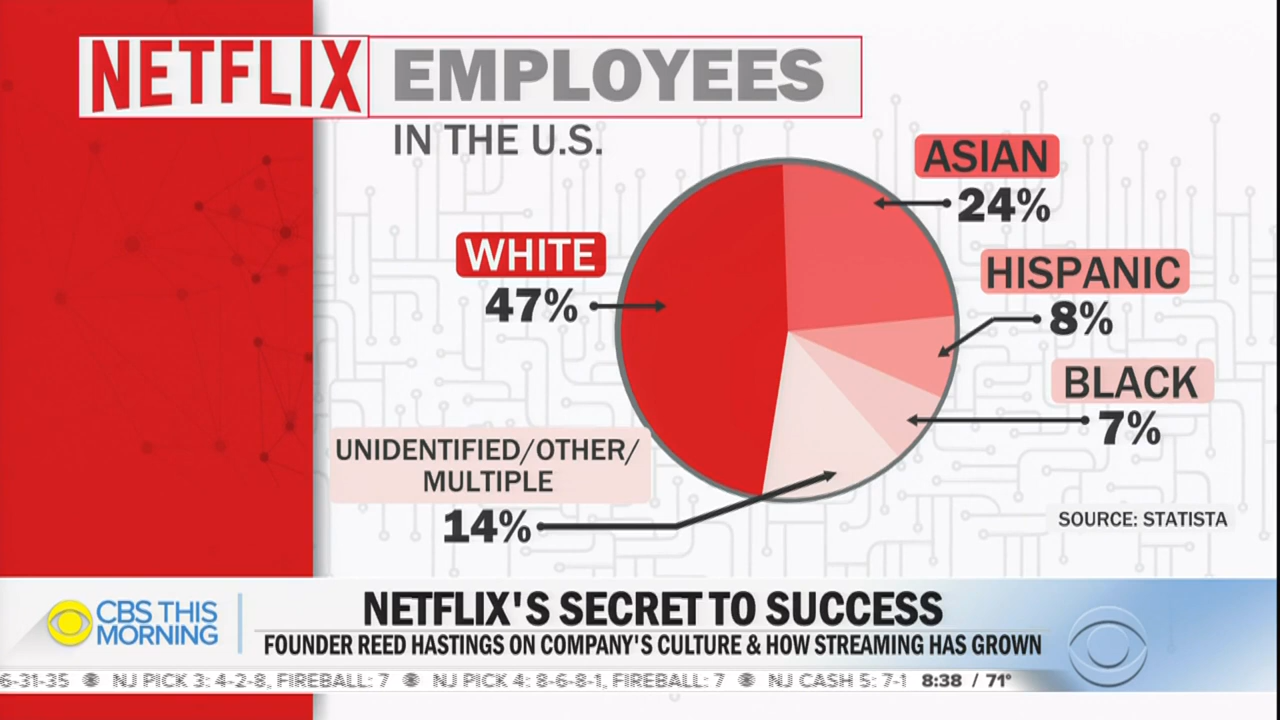 NETFLIX EMPLOYEES
IN THE U.S.
ASIAN
24%
WHITE
47%
HISPANIC
8%
BLACK
7%
UNIDENTIFIED/OTHER/
MULTIPLE
14%
SOURCE: STATISTA
CBS THIS
MORNING
NETFLIX'S SECRET TO SUCCESS
FOUNDER REED HASTINGS ON COMPANY'S CULTURE & HOW STREAMING HAS GROWN
6-31-35 NJ PICK 3: 4-2-8, FIREBALL: 7 NJ PICK 4: 8-6-8-1, FIREBALL: 7 NJ CASH 5: 7-1 8:38 / 71°